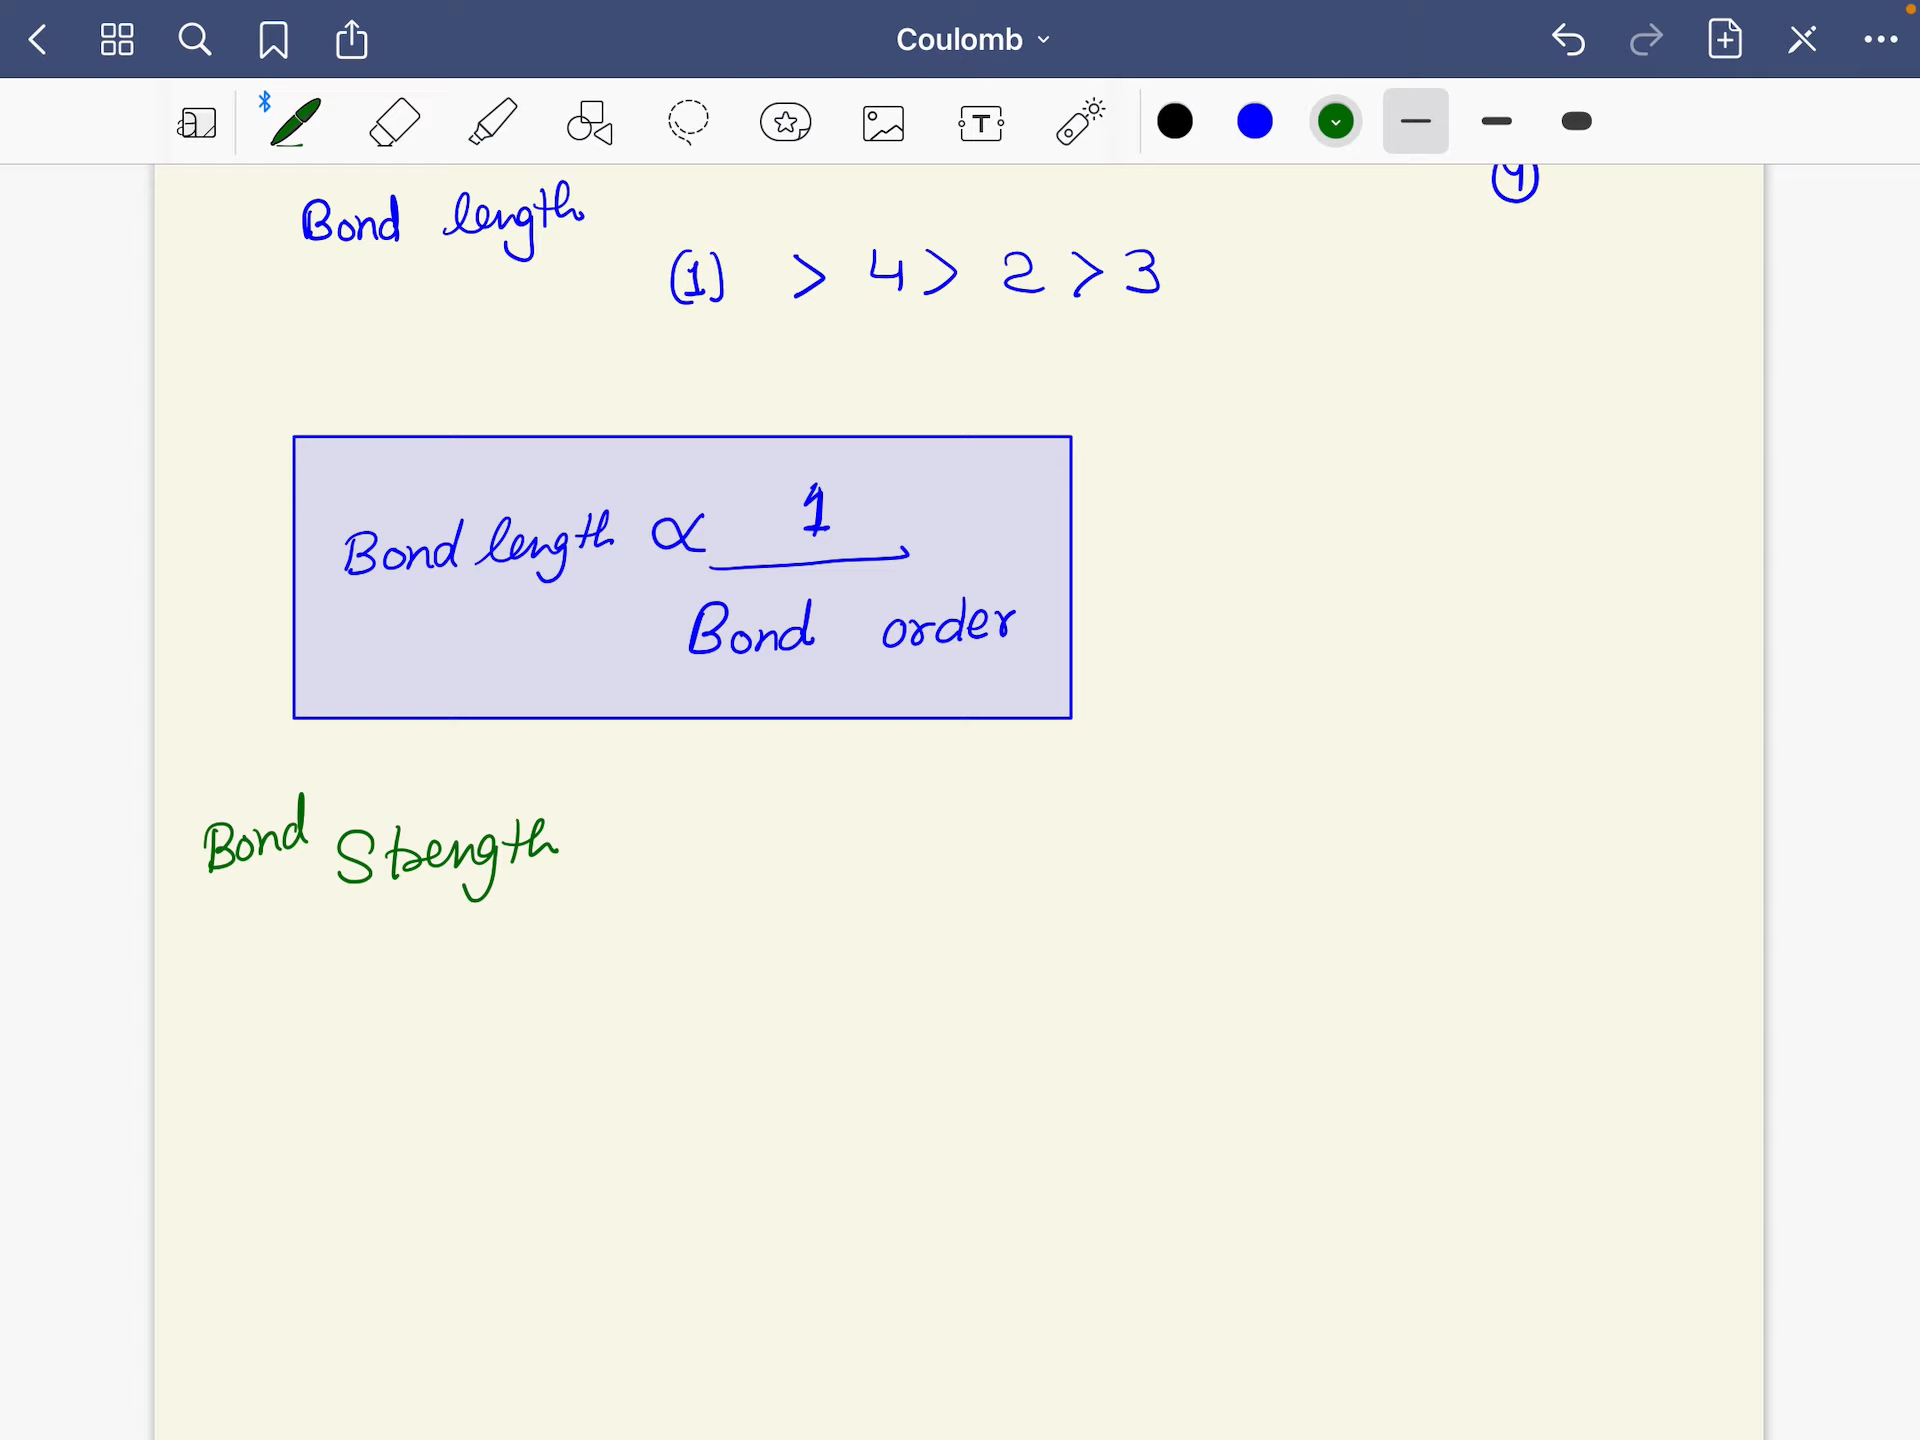 Coulomb
4
Bond length
(1) > 4 > 2 > 3
Bond length ∝ 1
Bond order
Bond Strength